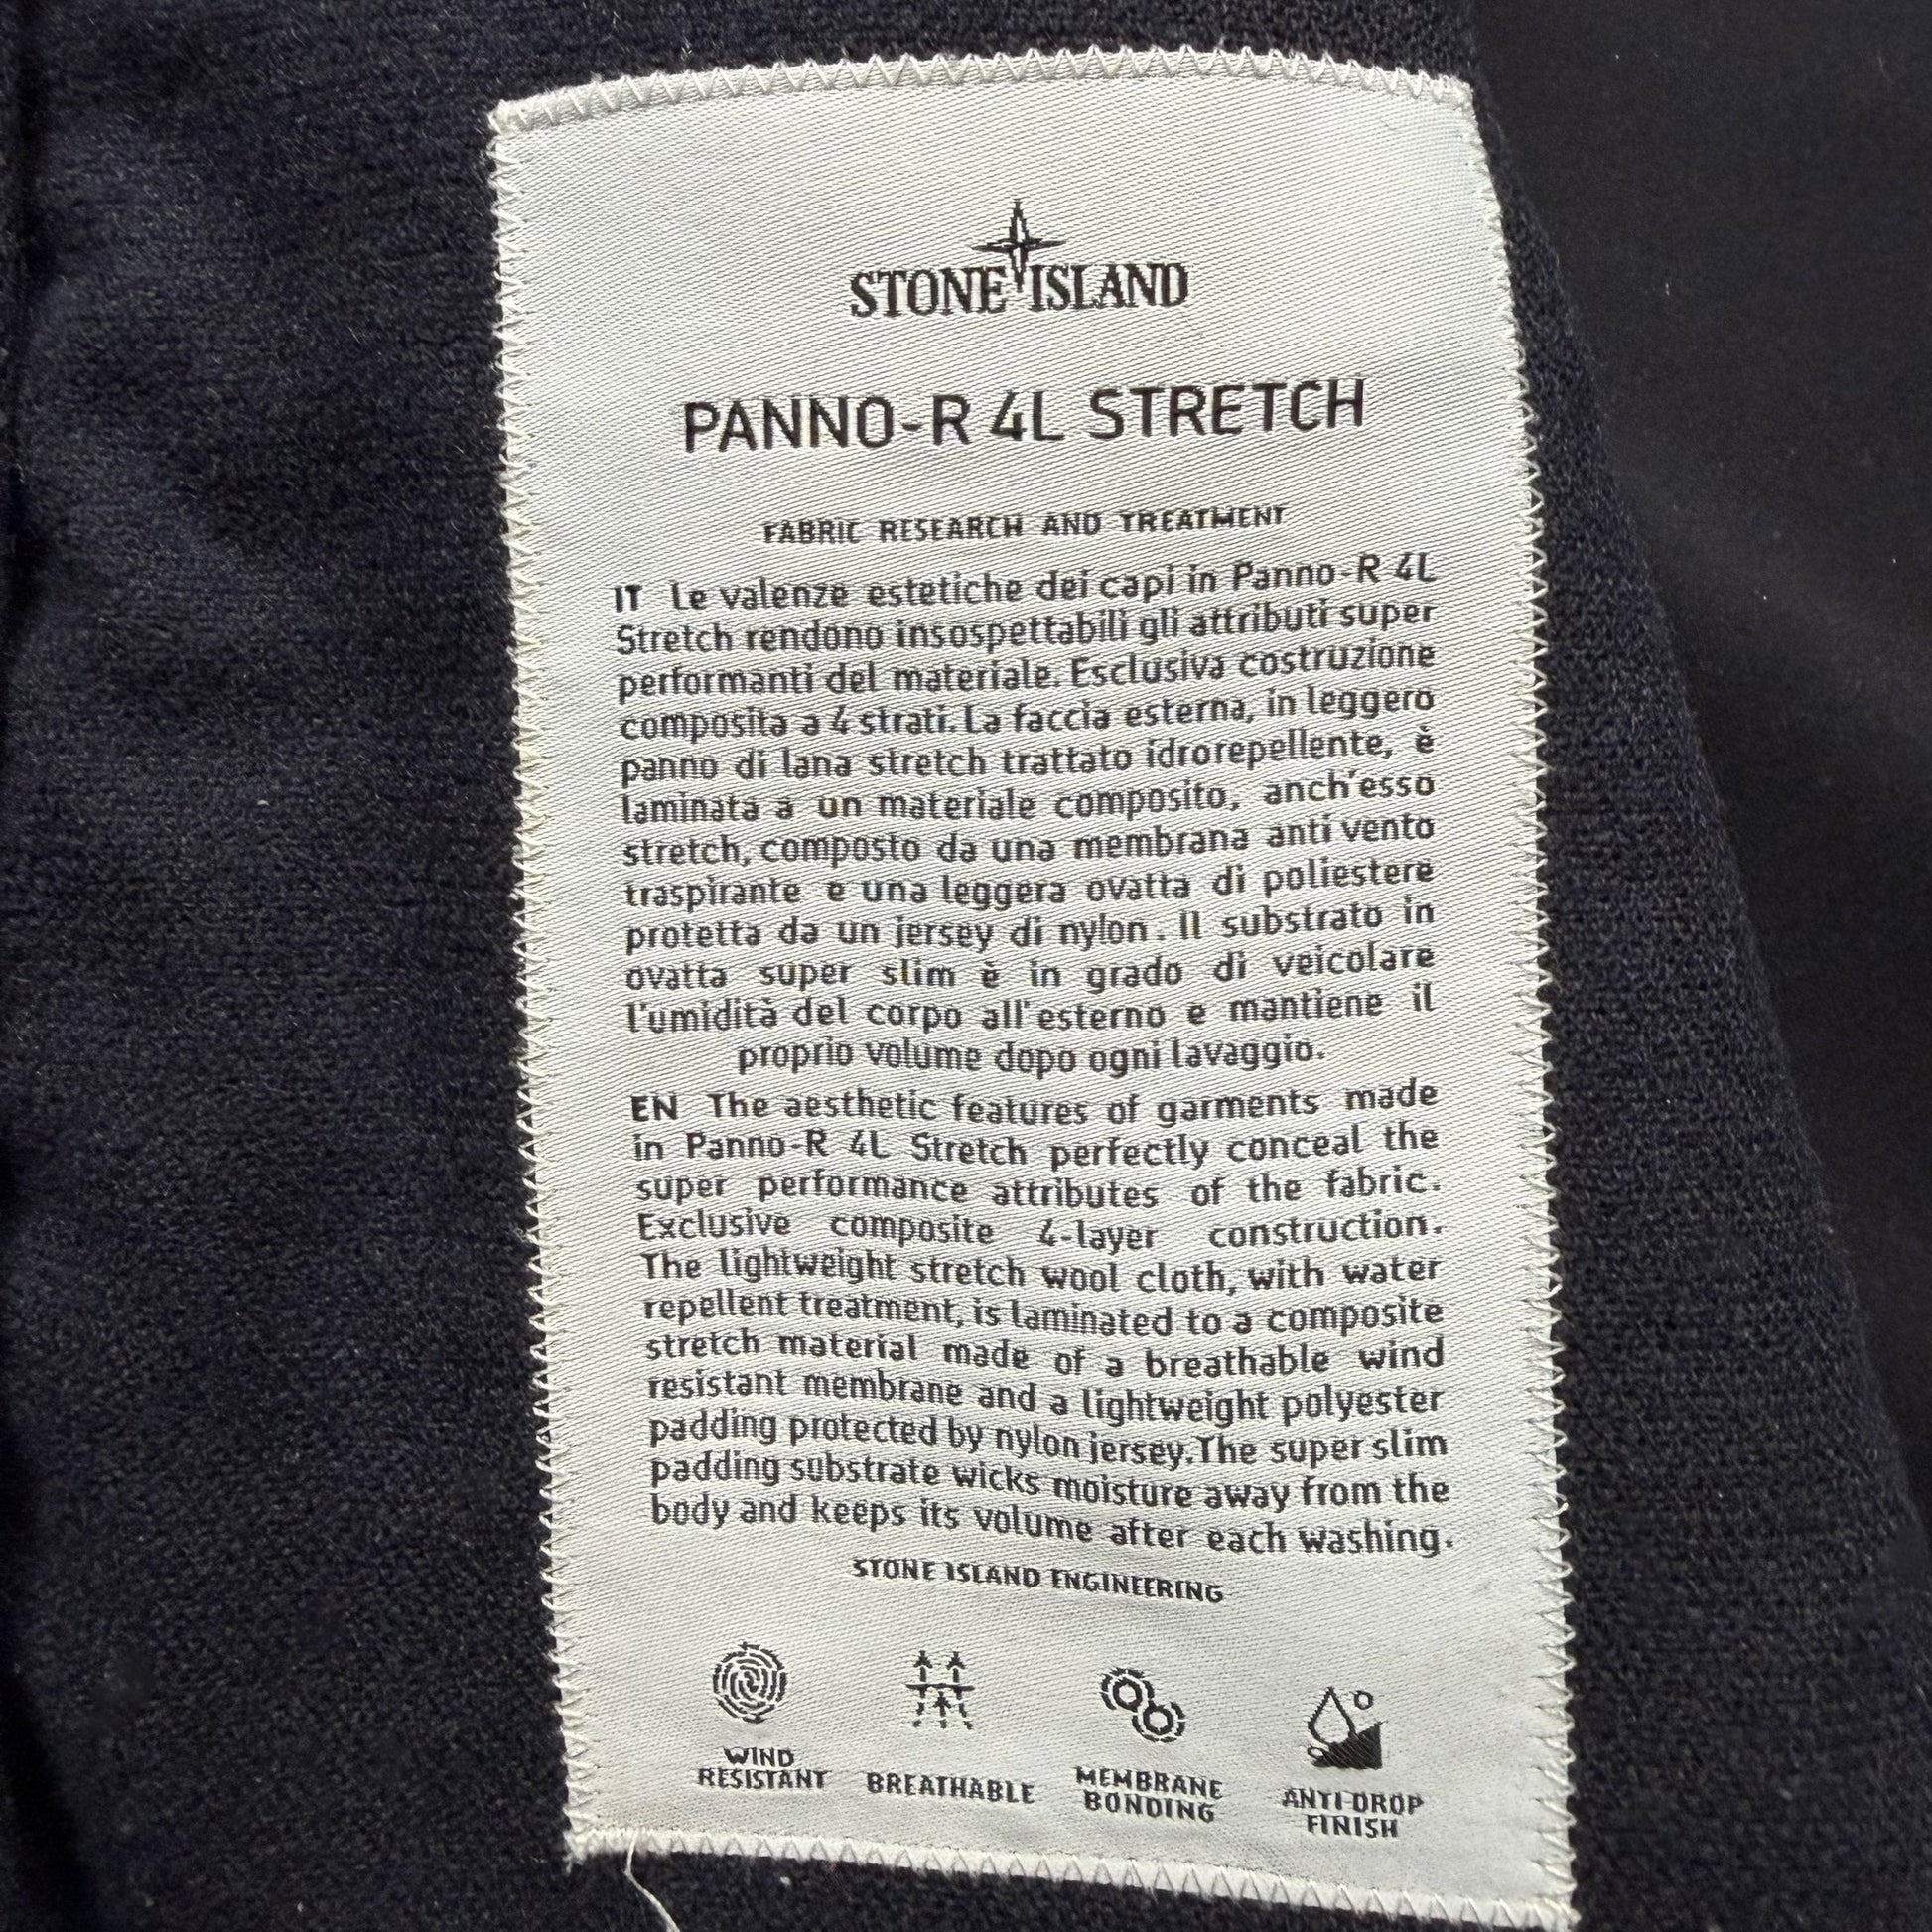 STONE ISLAND
PANNO-R 4L STRETCH
FABRIC RESEARCH AND TREATMENT
IT Le valenze estetiche dei capi in Panno-R 4L
Stretch rendono insospettabili gli attributi super
performanti del materiale. Esclusiva costruzione
composita a 4 strati. La faccia esterna, in leggero
panno di lana stretch trattato idrorepellente, è
laminata a un materiale composito, anch'esso
stretch, composto da una membrana anti vento
traspirante e una leggera ovatta di poliestere
protetta da un jersey di nylon. Il substrato in
ovatta super slim è in grado di veicolare
l'umidità del corpo all'esterno e mantiene il
proprio volume dopo ogni lavaggio.
EN The aesthetic features of garments made
in Panno-R 4L Stretch perfectly conceal the
super performance attributes of the fabric.
Exclusive composite 4-layer construction.
The lightweight stretch wool cloth, with water
repellent treatment, is laminated to a composite
stretch material made of a breathable wind
resistant membrane and a lightweight polyester
padding protected by nylon jersey. The super slim
padding substrate wicks moisture away from the
body and keeps its volume after each washing.
STONE ISLAND ENGINEERING
WIND
RESISTANT
BREATHABLE
MEMBRANE
BONDING
ANTI-DROP
FINISH